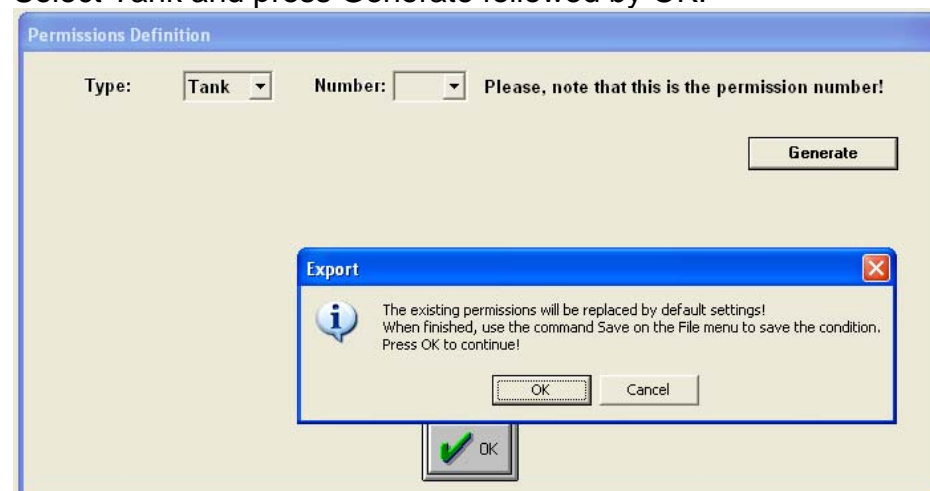 Select Tank and press Generate followed by OK.
Permissions Definition
Type: Tank Number: Please, note that this is the permission number!
Generate
Export
The existing permissions will be replaced by default settings!
When finished, use the command Save on the File menu to save the condition.
Press OK to continue!
OK Cancel
OK